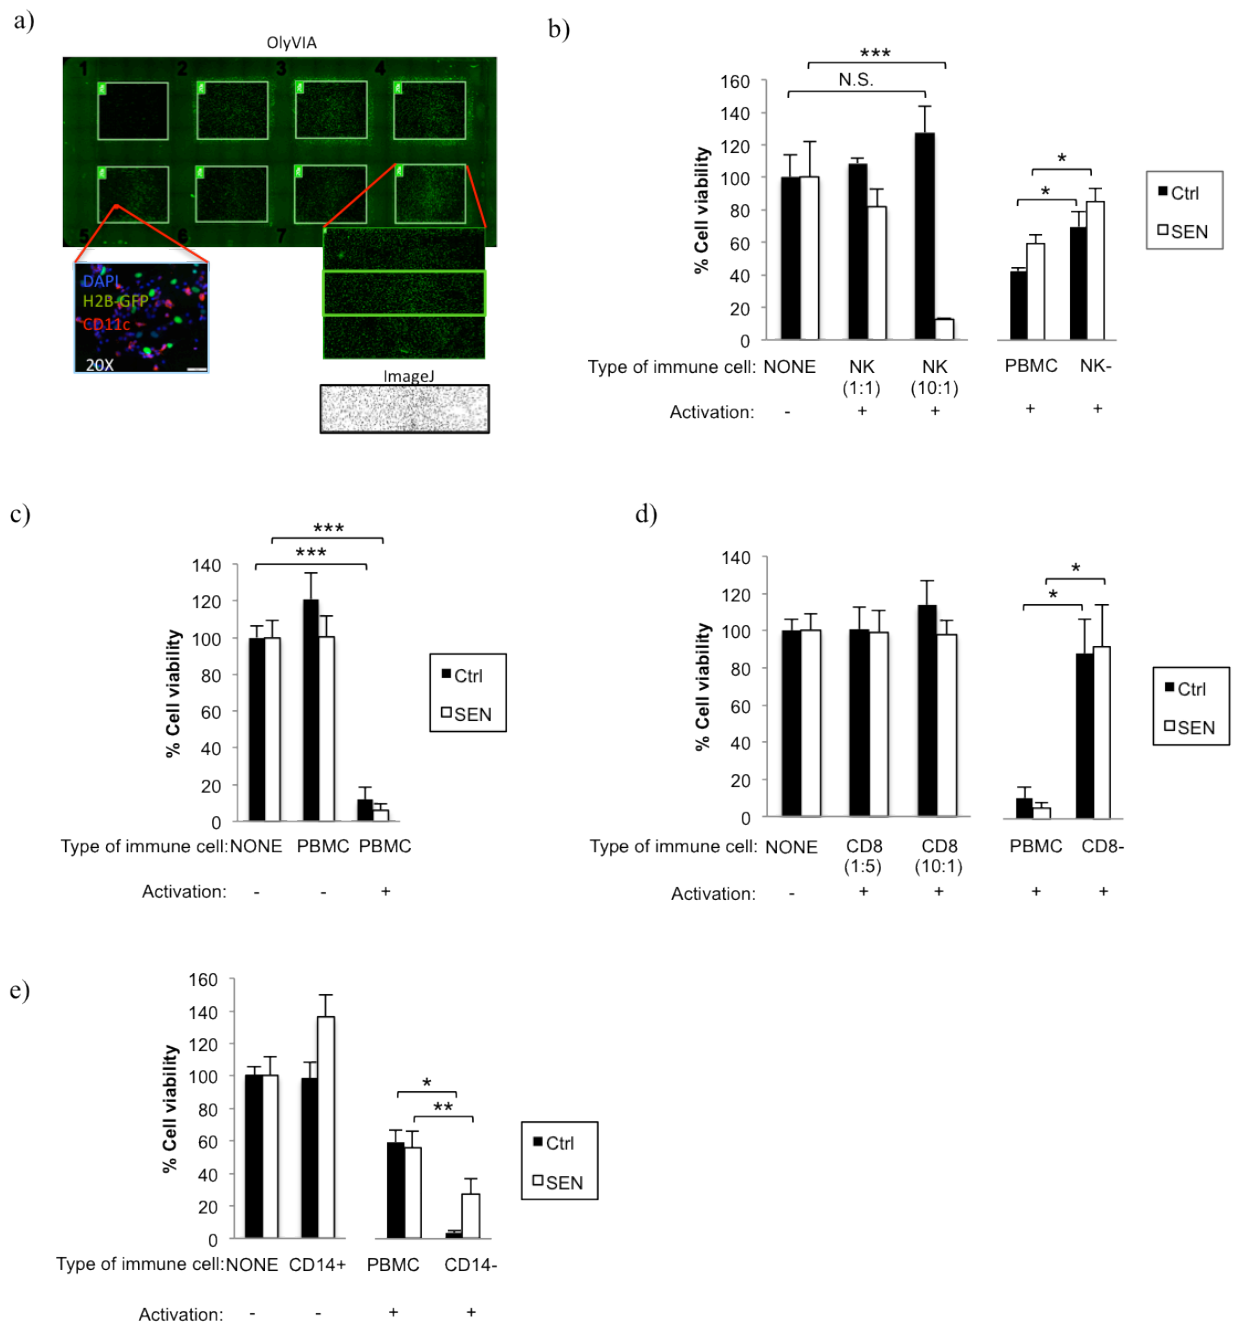 a)
OlyVIA
1 2 3 4
5 6 7
DAPI
H2B-GFP
CD11c
20X
ImageJ
b)
***
N.S.
*
*
% Cell viability
160
140
120
100
80
60
40
20
0
Ctrl
SEN
Type of immune cell: NONE NK (1:1) NK (10:1) PBMC NK-
Activation: - + + + +
c)
***
***
% Cell viability
140
120
100
80
60
40
20
0
Ctrl
SEN
Type of immune cell: NONE PBMC PBMC
Activation: - - +
d)
*
*
% Cell viability
140
120
100
80
60
40
20
0
Ctrl
SEN
Type of immune cell: NONE CD8 (1:5) CD8 (10:1) PBMC CD8-
Activation: - + + + +
e)
*
**
% Cell viability
160
140
120
100
80
60
40
20
0
Ctrl
SEN
Type of immune cell: NONE CD14+ PBMC CD14-
Activation: - - + +